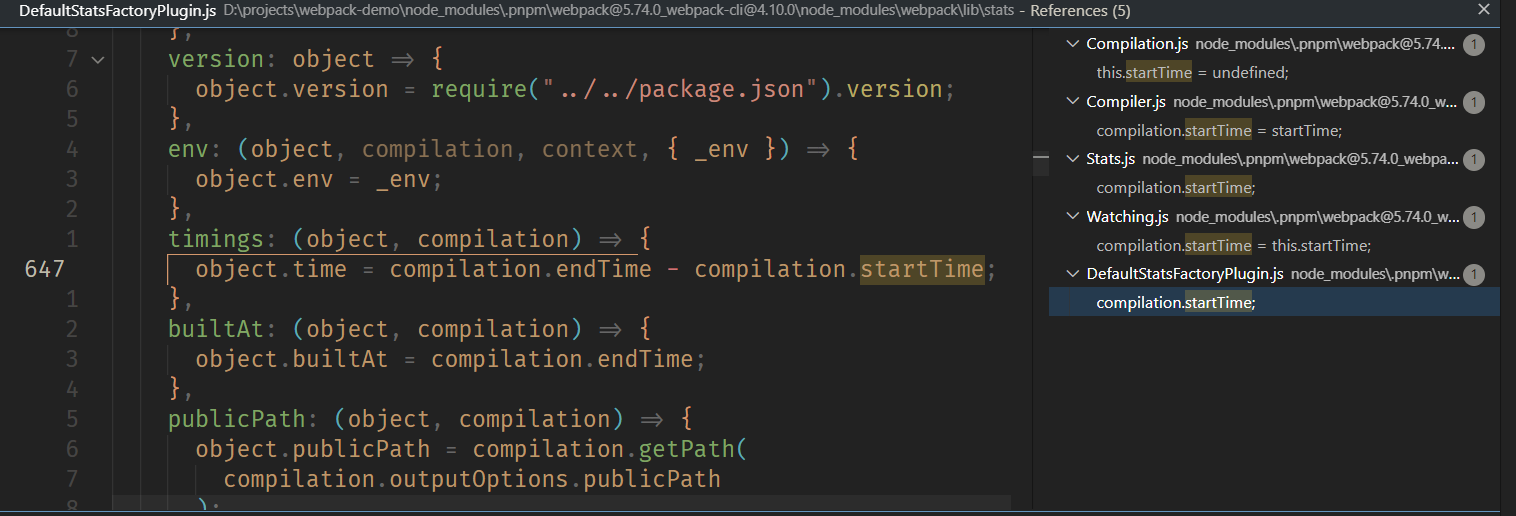 DefaultStatsFactoryPlugin.js D:\projects\webpack-demo\node_modules\.pnpm\webpack@5.74.0_webpack-cli@4.10.0\node_modules\webpack\lib\stats - References (5)
8 },
7 version: object => {
6 object.version = require("../../package.json").version;
5 },
4 env: (object, compilation, context, { _env }) => {
3 object.env = _env;
2 },
1 timings: (object, compilation) => {
647 object.time = compilation.endTime - compilation.startTime;
1 },
2 builtAt: (object, compilation) => {
3 object.builtAt = compilation.endTime;
4 },
5 publicPath: (object, compilation) => {
6 object.publicPath = compilation.getPath(
7 compilation.outputOptions.publicPath
8 );
Compilation.js node_modules\.pnpm\webpack@5.74.... 1
this.startTime = undefined;
Compiler.js node_modules\.pnpm\webpack@5.74.0_w... 1
compilation.startTime = startTime;
Stats.js node_modules\.pnpm\webpack@5.74.0_webpa... 1
compilation.startTime;
Watching.js node_modules\.pnpm\webpack@5.74.0_w... 1
compilation.startTime = this.startTime;
DefaultStatsFactoryPlugin.js node_modules\.pnpm\w... 1
compilation.startTime;